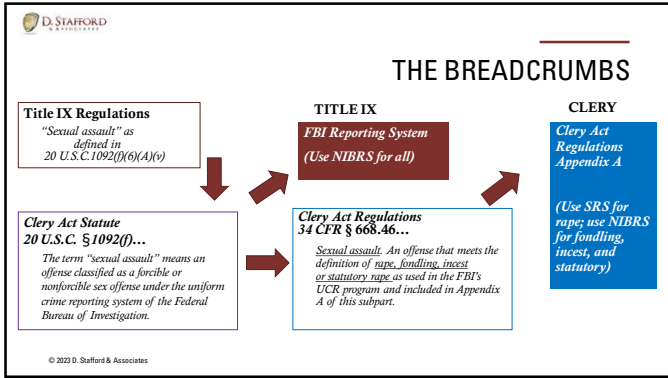 D. STAFFORD
& ASSOCIATES
THE BREADCRUMBS
Title IX Regulations
“Sexual assault” as
defined in
20 U.S.C.1092(f)(6)(A)(v)
TITLE IX
FBI Reporting System
(Use NIBRS for all)
CLERY
Clery Act
Regulations
Appendix A
(Use SRS for
rape; use NIBRS
for fondling,
incest, and
statutory)
Clery Act Statute
20 U.S.C. §1092(f)…
The term “sexual assault” means an
offense classified as a forcible or
nonforcible sex offense under the uniform
crime reporting system of the Federal
Bureau of Investigation.
Clery Act Regulations
34 CFR § 668.46…
Sexual assault. An offense that meets the
definition of rape, fondling, incest
or statutory rape as used in the FBI’s
UCR program and included in Appendix
A of this subpart.
© 2023 D. Stafford & Associates